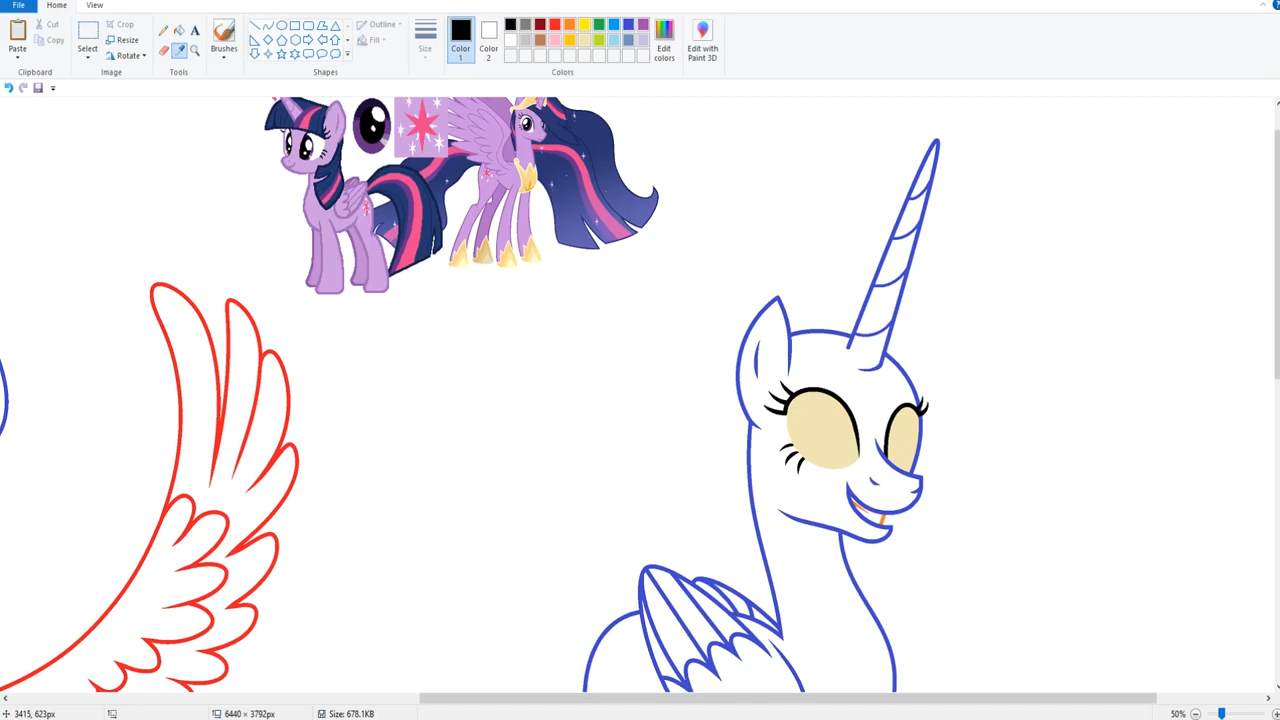 File Home View
Paste
Cut
Copy
Clipboard
Select
Crop
Resize
Rotate
Image
A
Tools
Brushes
Shapes
Outline
Fill
Size
Color 1
Color 2
Colors
Edit colors
Edit with Paint 3D
3415, 623px
6440 × 3792px
Size: 678.1KB
50%